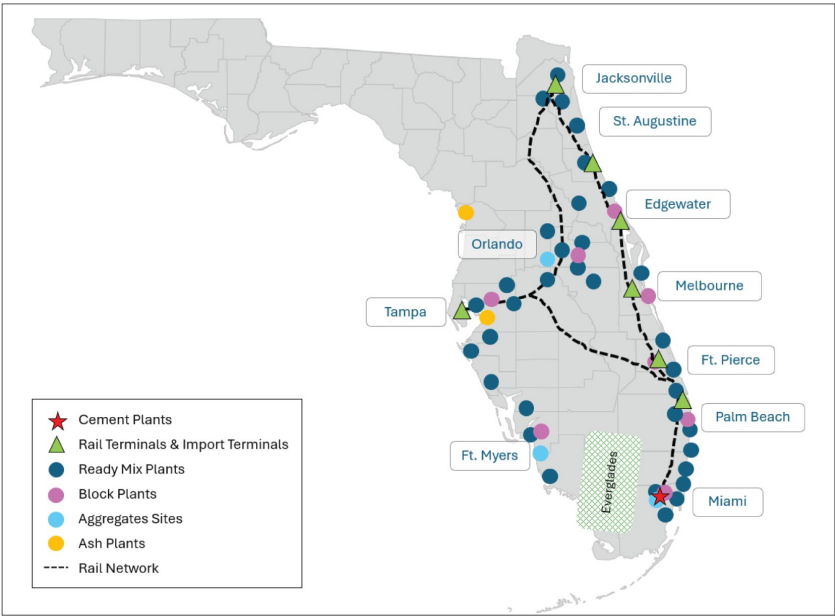 Jacksonville
St. Augustine
Edgewater
Orlando
Melbourne
Tampa
Ft. Pierce
Palm Beach
Ft. Myers
Everglades
Miami
Cement Plants
Rail Terminals & Import Terminals
Ready Mix Plants
Block Plants
Aggregates Sites
Ash Plants
Rail Network